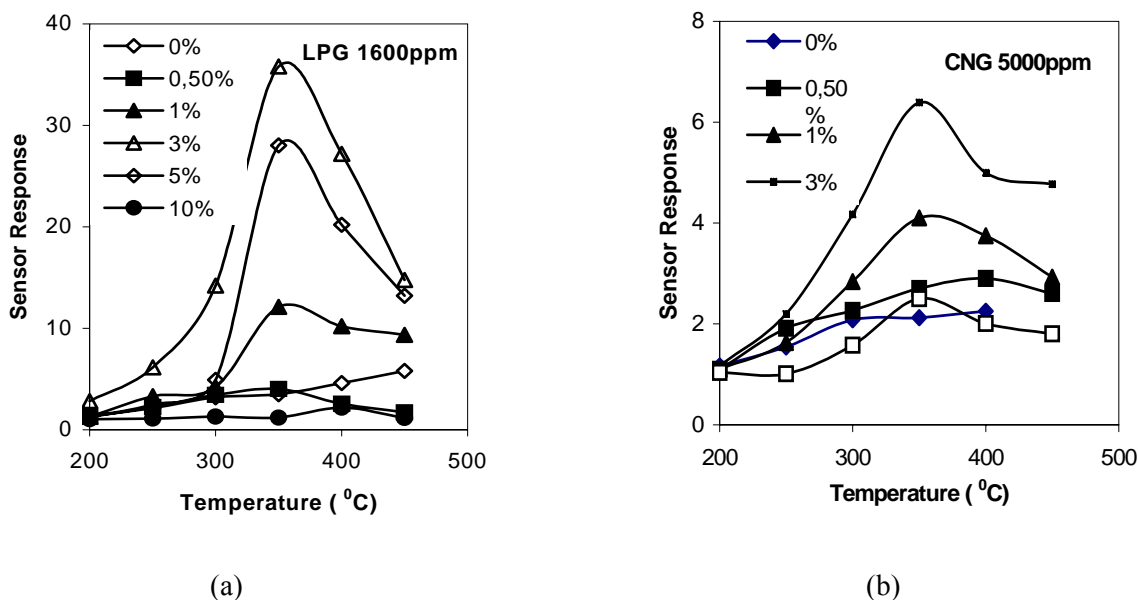 40
30
20
10
0
Sensor Response
LPG 1600ppm
0%
0,50%
1%
3%
5%
10%
200 300 400 500
Temperature ( ⁰C)
(a)
8
6
4
2
0
Sensor Response
CNG 5000ppm
0%
0,50
%
1%
3%
200 300 400 500
Temperature ( ⁰C)
(b)